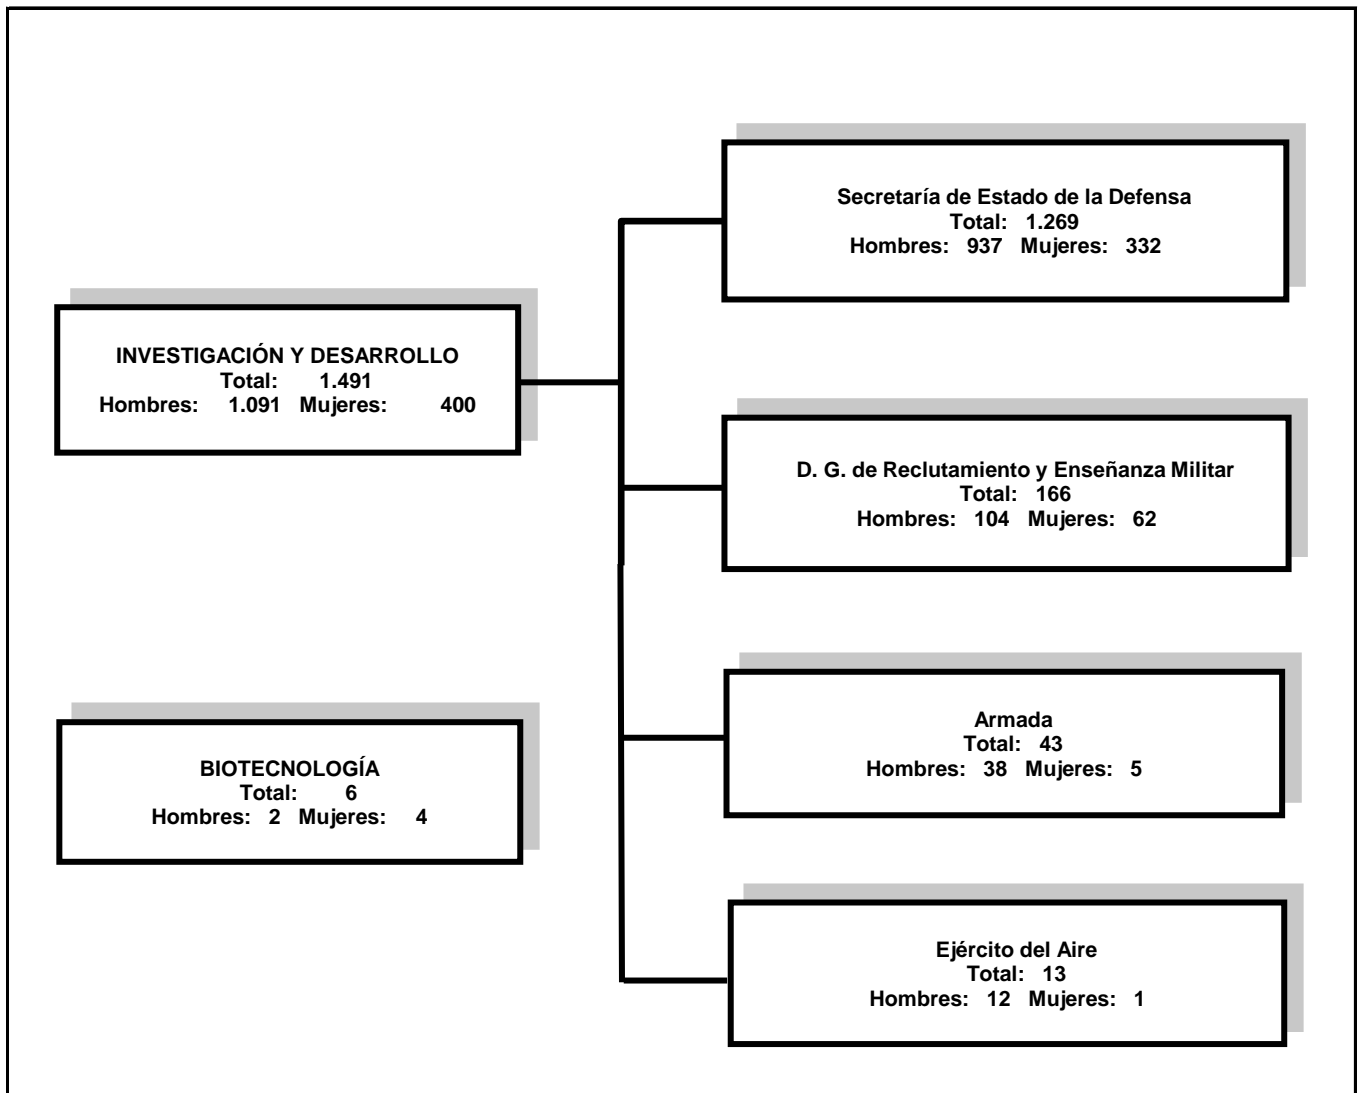 Secretaría de Estado de la Defensa
Total: 1.269
Hombres: 937 Mujeres: 332
INVESTIGACIÓN Y DESARROLLO
Total: 1.491
Hombres: 1.091 Mujeres: 400
D. G. de Reclutamiento y Enseñanza Militar
Total: 166
Hombres: 104 Mujeres: 62
Armada
Total: 43
Hombres: 38 Mujeres: 5
BIOTECNOLOGÍA
Total: 6
Hombres: 2 Mujeres: 4
Ejército del Aire
Total: 13
Hombres: 12 Mujeres: 1